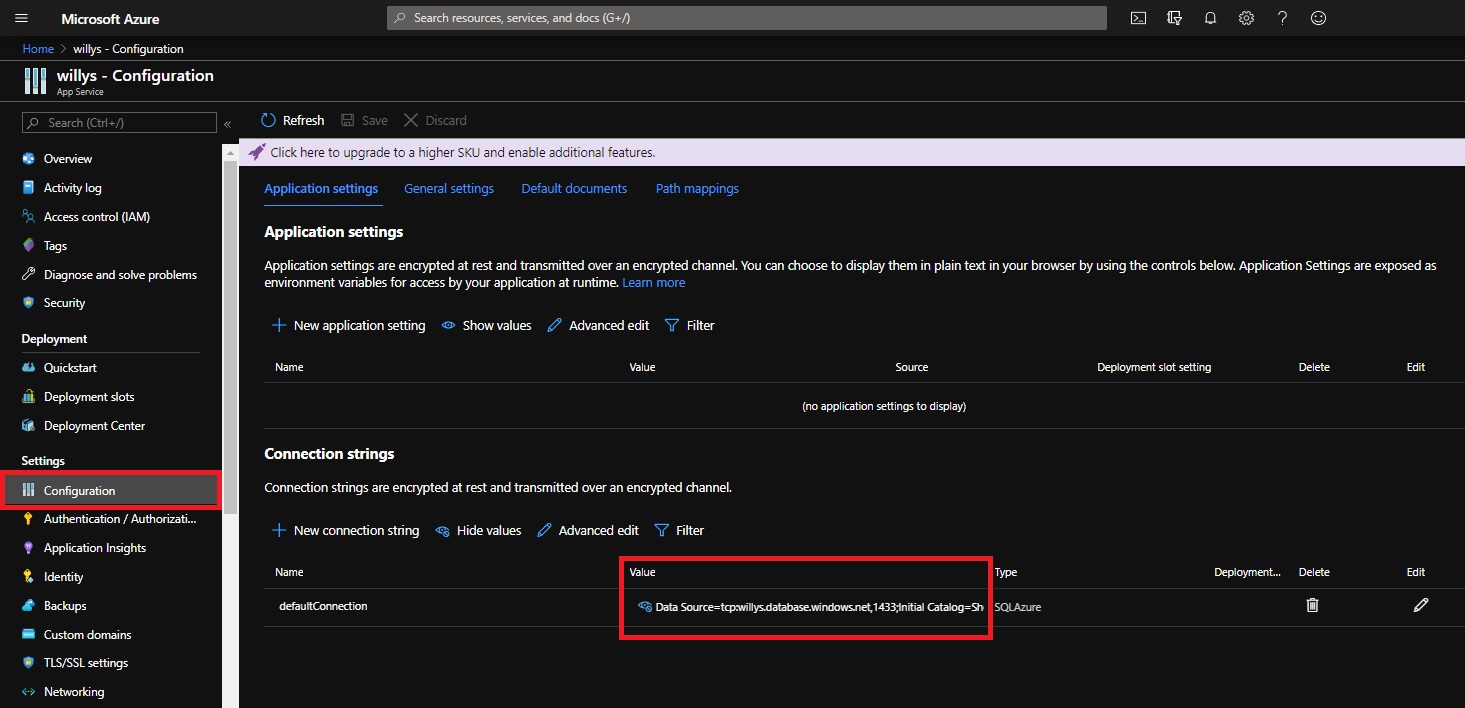 Microsoft Azure
Search resources, services, and docs (G+/)
Home > willys - Configuration
willys - Configuration
App Service
Search (Ctrl+/)
«
Overview
Activity log
Access control (IAM)
Tags
Diagnose and solve problems
Security
Deployment
Quickstart
Deployment slots
Deployment Center
Settings
Configuration
Authentication / Authorizati...
Application Insights
Identity
Backups
Custom domains
TLS/SSL settings
Networking
Refresh Save Discard
Click here to upgrade to a higher SKU and enable additional features.
Application settings General settings Default documents Path mappings
Application settings
Application settings are encrypted at rest and transmitted over an encrypted channel. You can choose to display them in plain text in your browser by using the controls below. Application Settings are exposed as
environment variables for access by your application at runtime. Learn more
New application setting Show values Advanced edit Filter
Name Value Source Deployment slot setting Delete Edit
(no application settings to display)
Connection strings
Connection strings are encrypted at rest and transmitted over an encrypted channel.
New connection string Hide values Advanced edit Filter
Name Value Type Deployment... Delete Edit
defaultConnection Data Source=tcp:willys.database.windows.net,1433;Initial Catalog=Sh SQLAzure